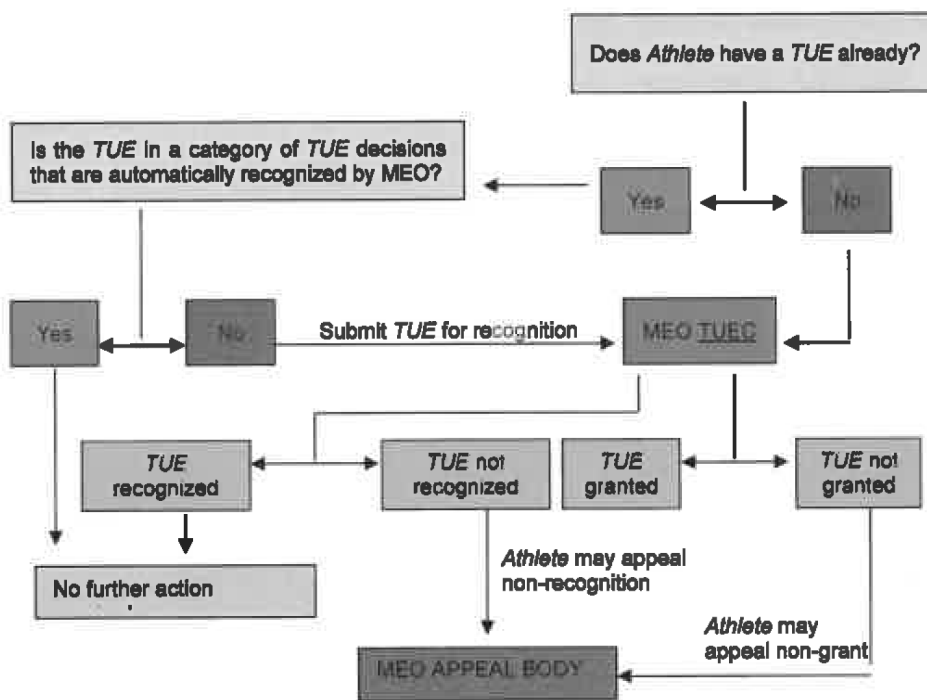 Does Athlete have a TUE already?
Is the TUE in a category of TUE decisions
that are automatically recognized by MEO?
Yes
No
Yes
No
Submit TUE for recognition
MEO TUEC
TUE
recognized
TUE not
recognized
TUE
granted
TUE not
granted
Athlete may appeal
non-recognition
No further action
Athlete may
appeal non-grant
MEO APPEAL BODY